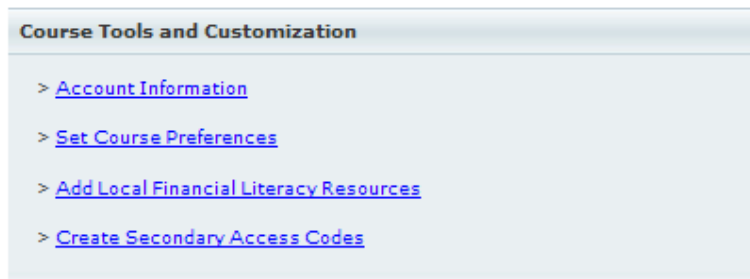 Course Tools and Customization
> Account Information
> Set Course Preferences
> Add Local Financial Literacy Resources
> Create Secondary Access Codes